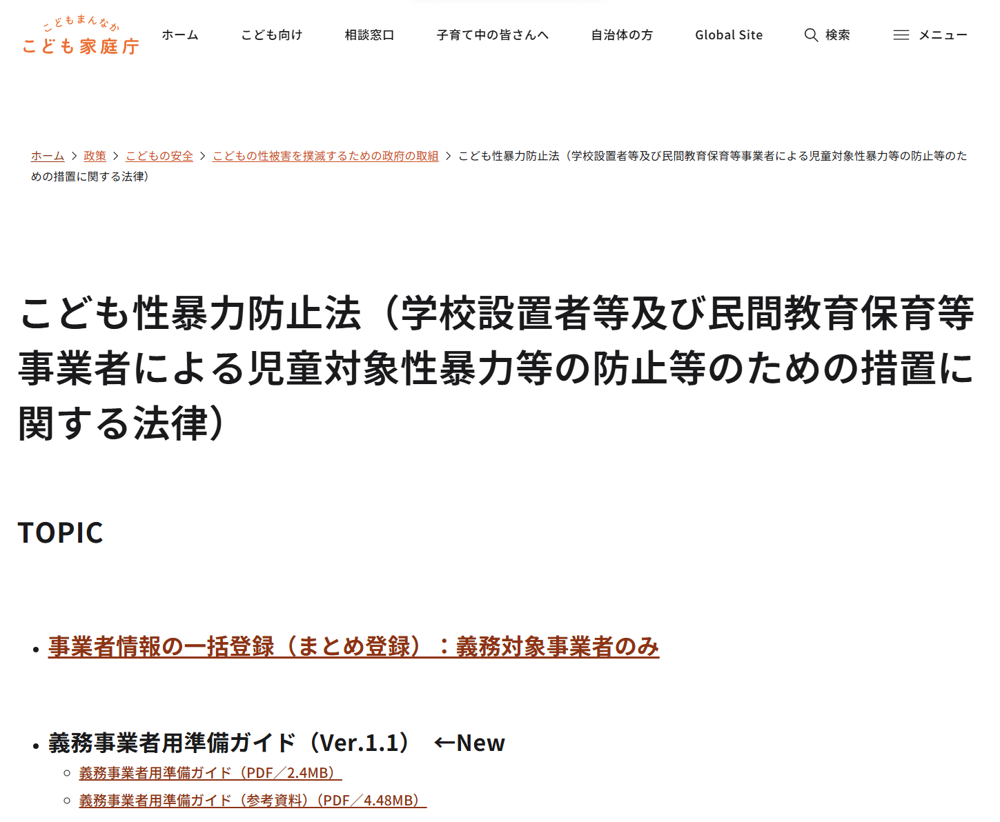 こどもまんなか
こども家庭庁
ホーム こども向け 相談窓口 子育て中の皆さんへ 自治体の方 Global Site 検索 メニュー
ホーム > 政策 > こどもの安全 > こどもの性被害を撲滅するための政府の取組 > こども性暴力防止法（学校設置者等及び民間教育保育等事業者による児童対象性暴力等の防止等のた
めの措置に関する法律）
こども性暴力防止法（学校設置者等及び民間教育保育等
事業者による児童対象性暴力等の防止等のための措置に
関する法律）
TOPIC
・事業者情報の一括登録（まとめ登録）：義務対象事業者のみ
・義務事業者用準備ガイド（Ver.1.1） ←New
○ 義務事業者用準備ガイド（PDF／2.4MB）
○ 義務事業者用準備ガイド（参考資料）（PDF／4.48MB）